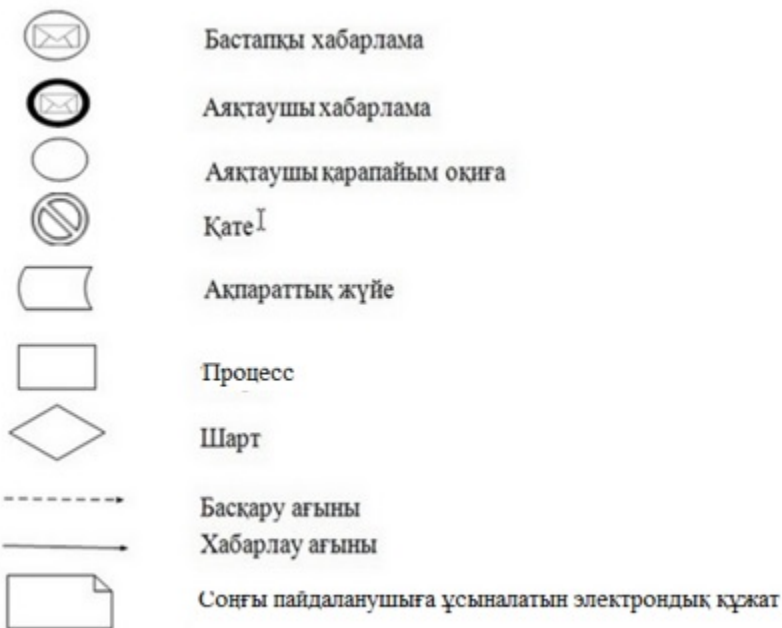 Бастапқы хабарлама
Аяқтаушы хабарлама
Аяқтаушы қарапайым оқиға
Қате
Ақпараттық жүйе
Процесс
Шарт
Басқару ағыны
Хабарлау ағыны
Соңғы пайдаланушыға ұсыналатын электрондық құжат